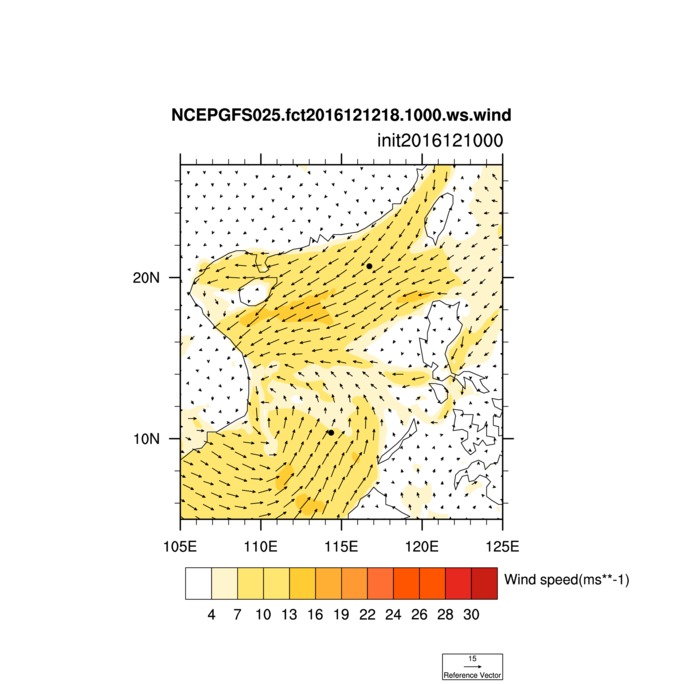 NCEPGFS025.fct2016121218.1000.ws.wind
init2016121000
20N
10N
105E 110E 115E 120E 125E
Wind speed(ms**-1)
4 7 10 13 16 19 22 24 26 28 30
15
Reference Vector